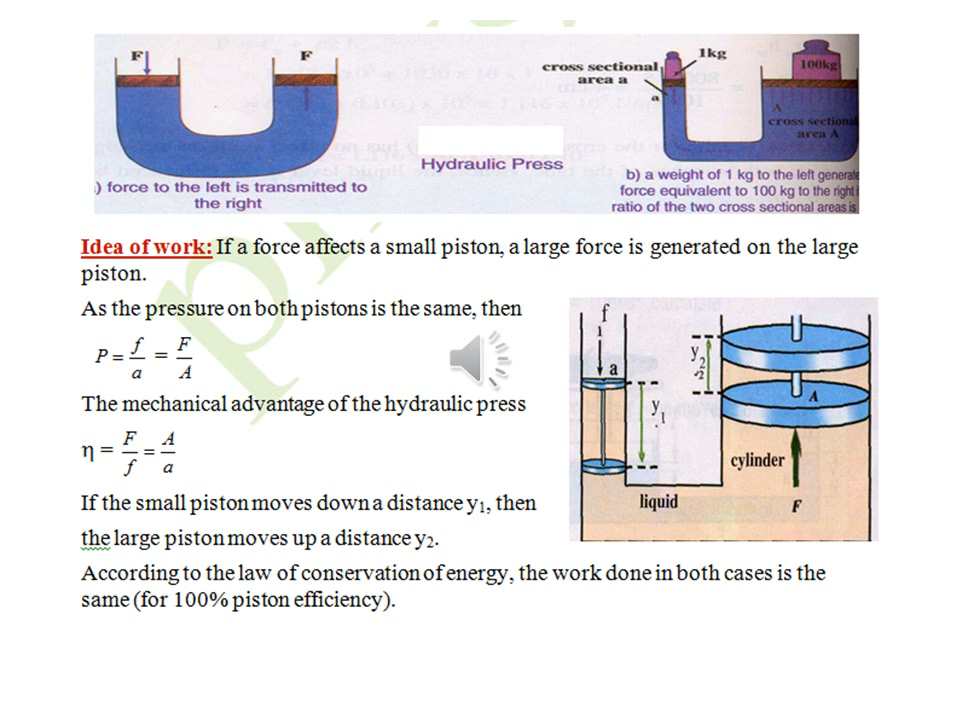 F
F
1kg
100kg
cross sectional
area a
a
A
cross sectional
area A
Hydraulic Press
) force to the left is transmitted to
the right
b) a weight of 1 kg to the left generate
force equivalent to 100 kg to the right i
ratio of the two cross sectional areas is
Idea of work: If a force affects a small piston, a large force is generated on the large
piston.
As the pressure on both pistons is the same, then
P = f/a = F/A
The mechanical advantage of the hydraulic press
η = F/f = A/a
If the small piston moves down a distance y₁, then
the large piston moves up a distance y₂.
According to the law of conservation of energy, the work done in both cases is the
same (for 100% piston efficiency).
f
a
y₁
y₂
A
cylinder
liquid
F